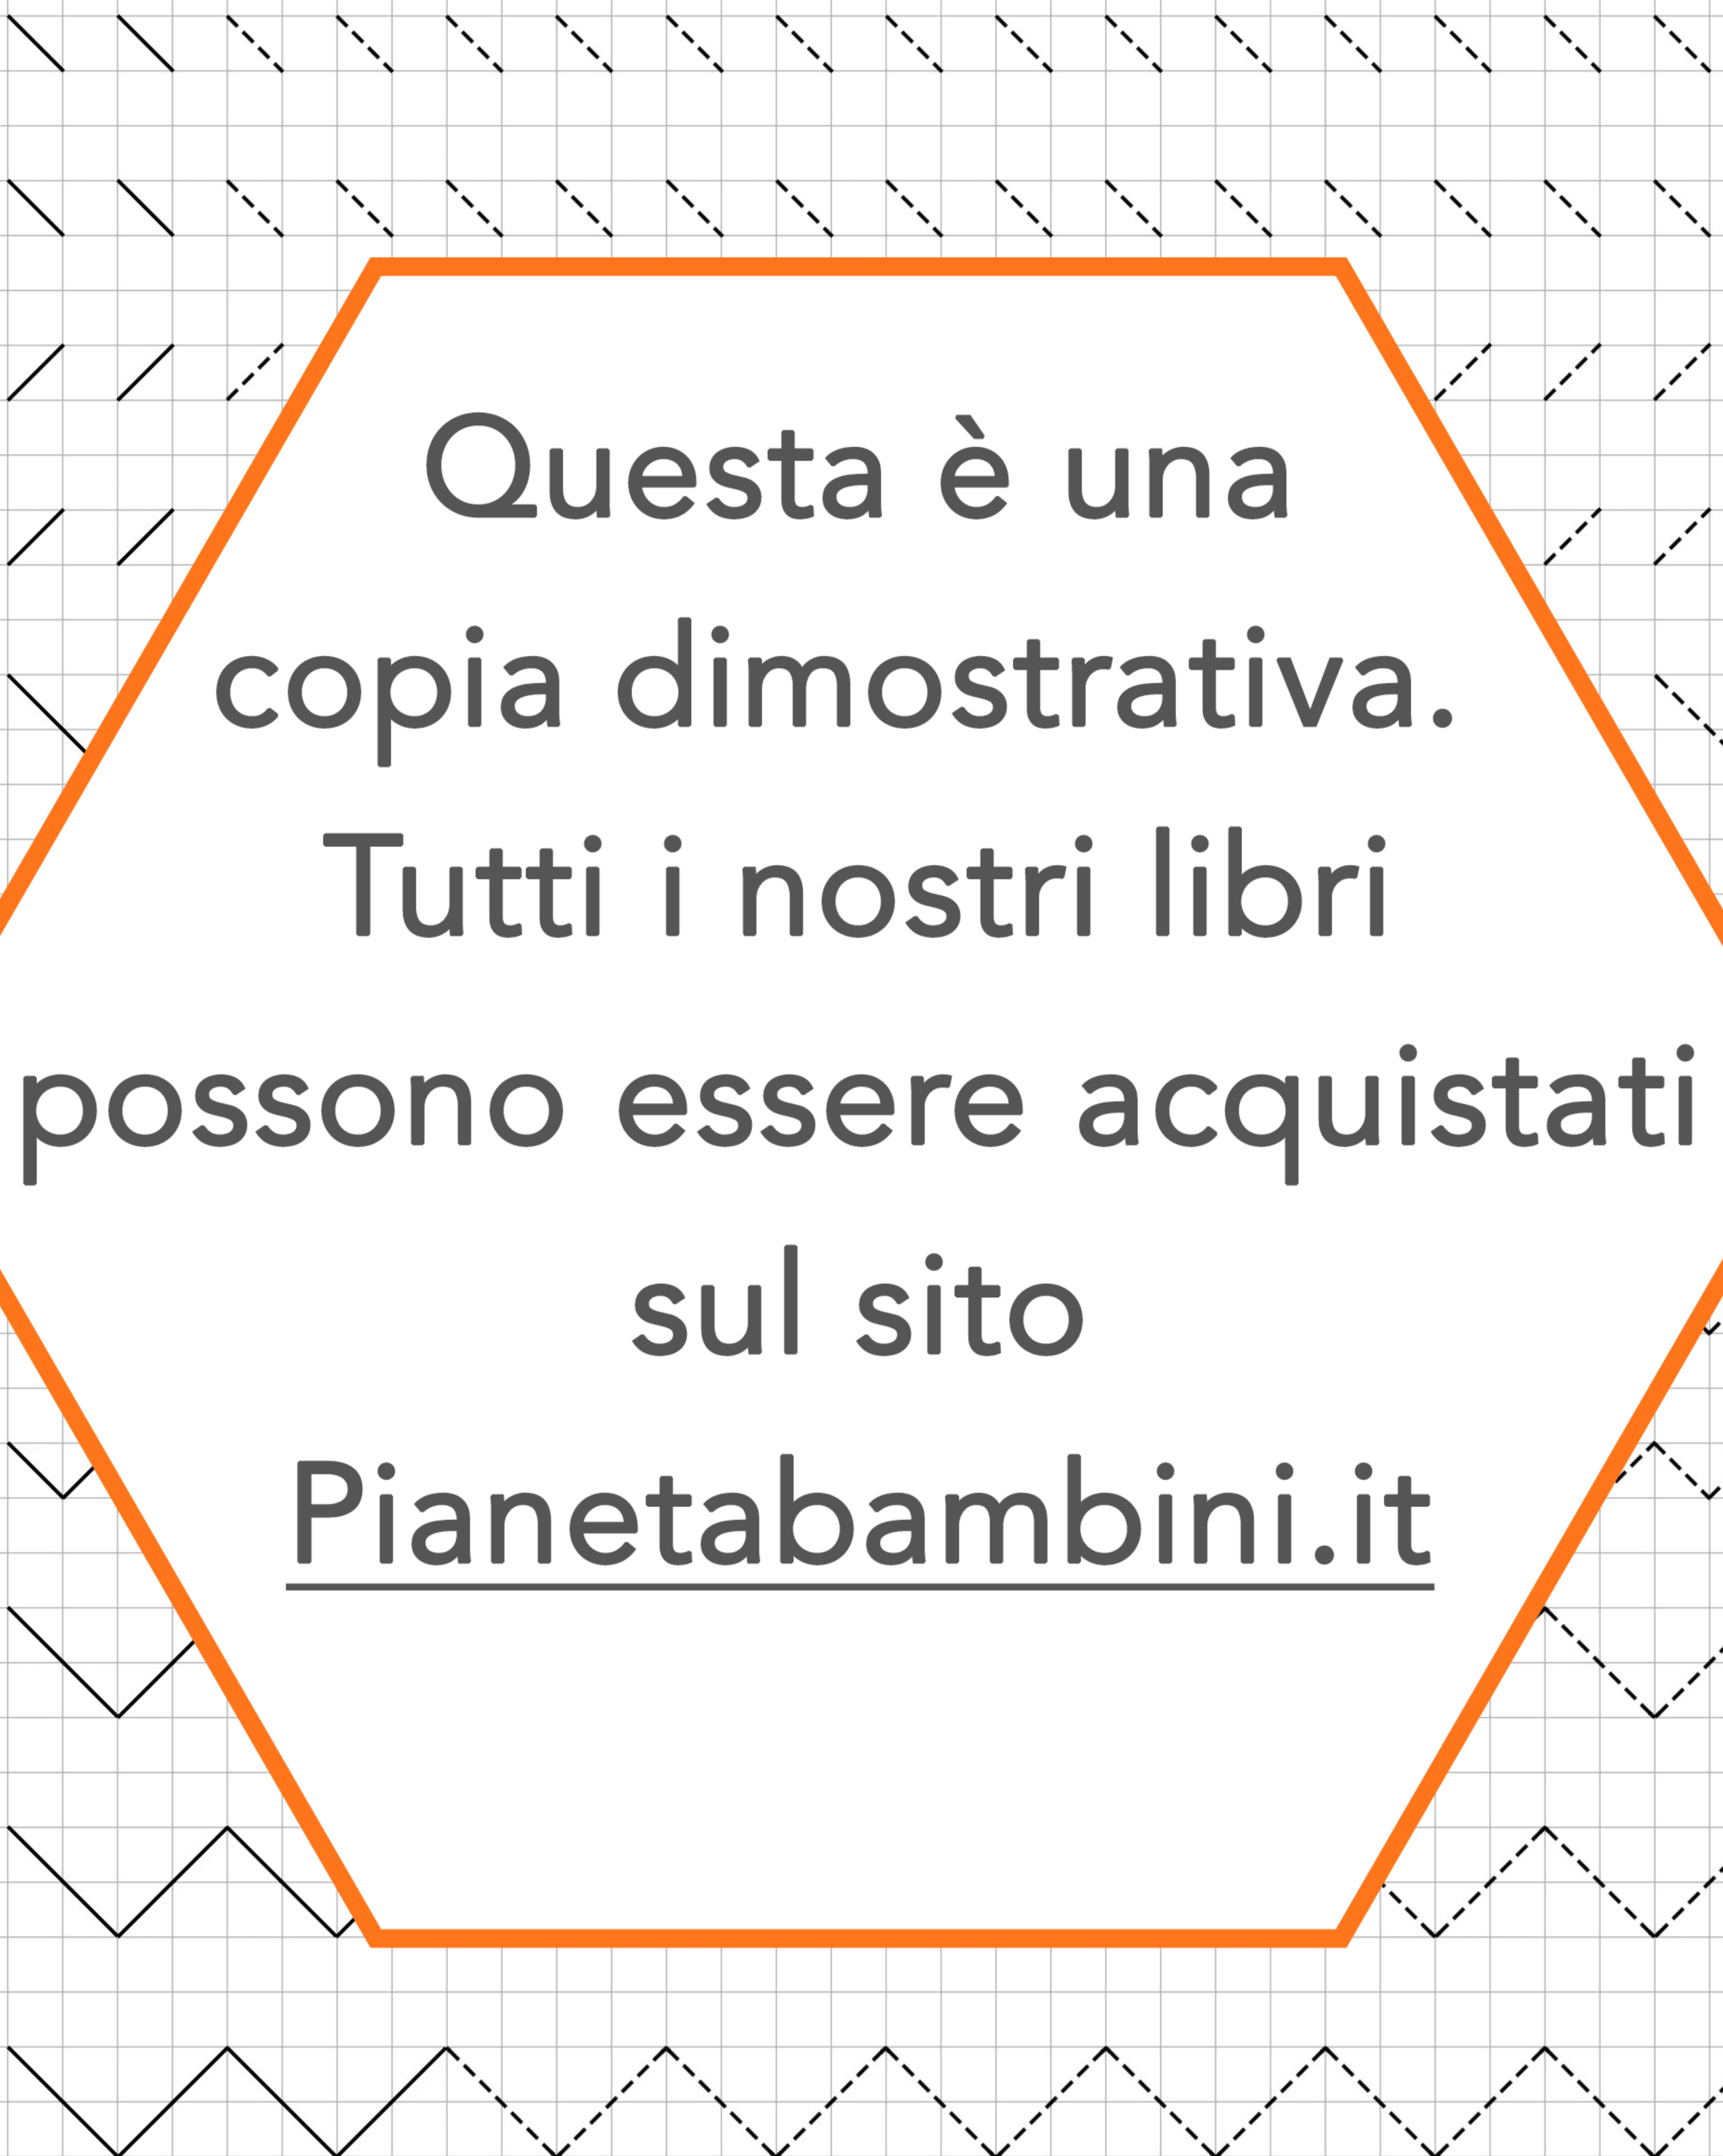 Questa è una
copia dimostrativa.
Tutti i nostri libri
possono essere acquistati
sul sito
Pianetabambini.it